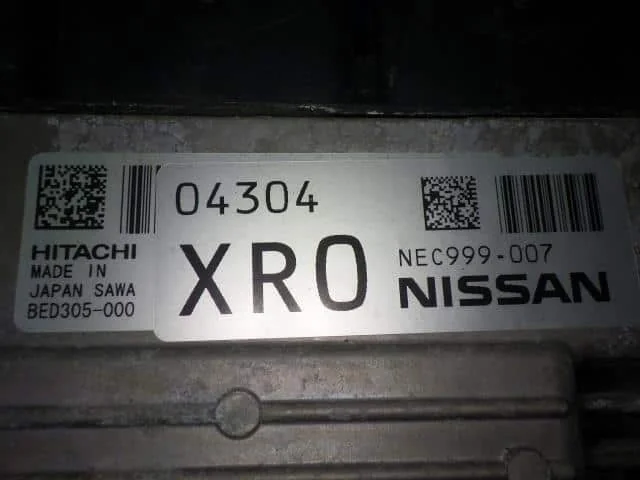 HITACHI
MADE IN
JAPAN SAWA
BED305-000
04304
XR0
NEC999-007
NISSAN